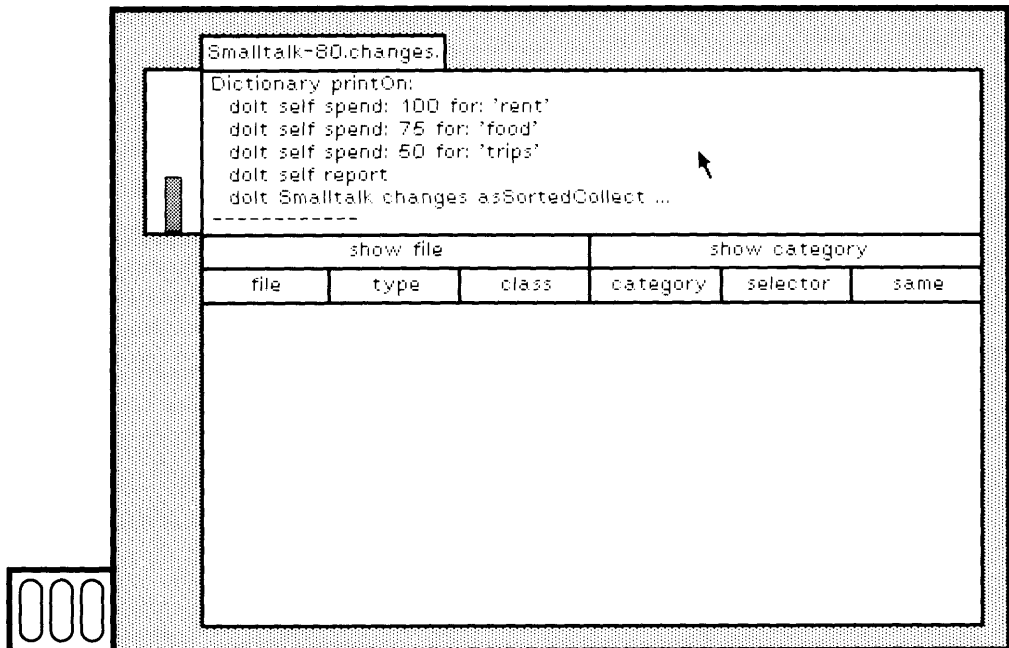 Smalltalk-80.changes.
Dictionary printOn:
doIt self spend: 100 for: 'rent'
doIt self spend: 75 for: 'food'
doIt self spend: 50 for: 'trips'
doIt self report
doIt Smalltalk changes asSortedCollect ...
------------
show file show category
file type class category selector same